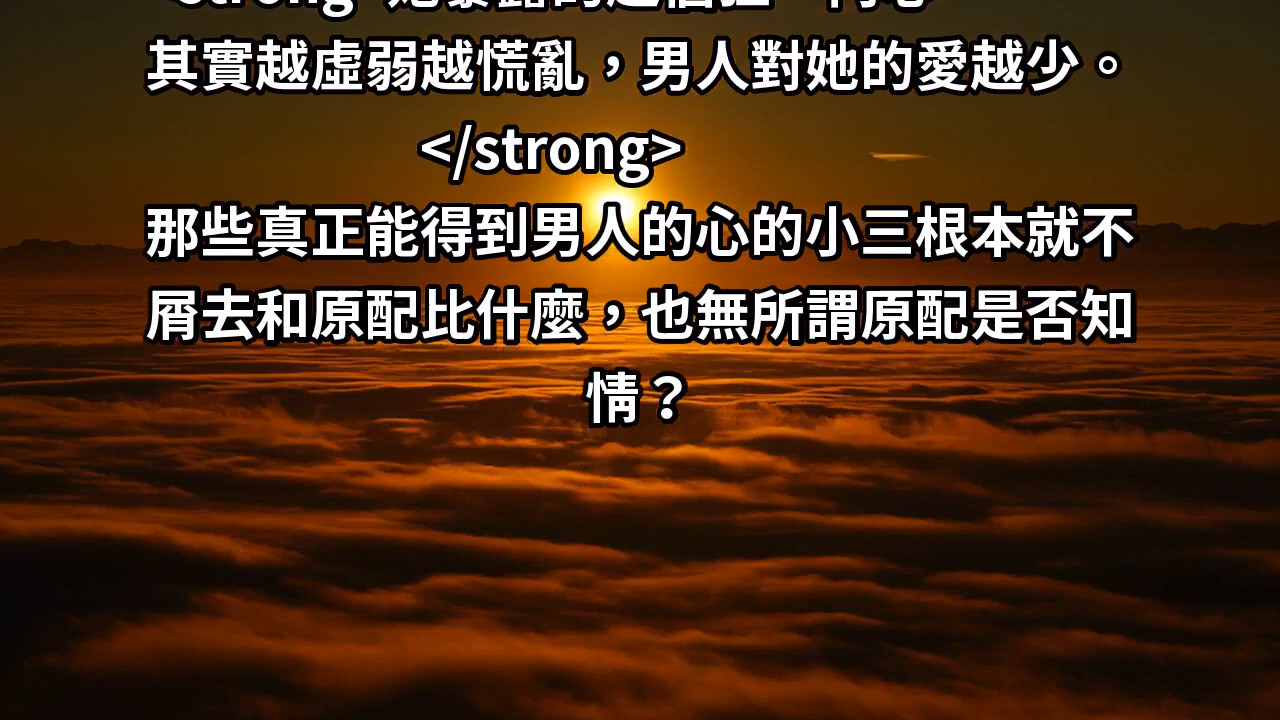 其實越虛弱越慌亂，男人對她的愛越少。
</strong>
那些真正能得到男人的心的小三根本就不
屑去和原配比什麼，也無所謂原配是否知
情？